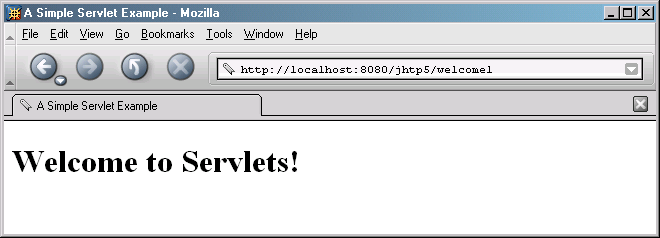 A Simple Servlet Example - Mozilla
File Edit View Go Bookmarks Tools Window Help
http://localhost:8080/jhtp5/welcome1
A Simple Servlet Example
Welcome to Servlets!